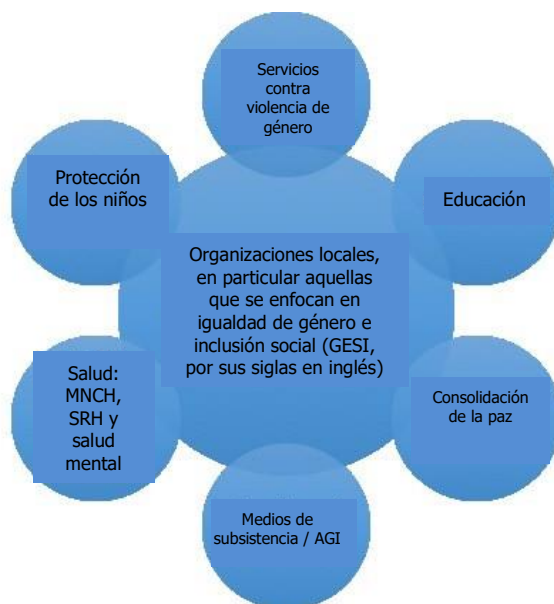 Servicios
contra
violencia de
género
Protección
de los niños
Educación
Organizaciones locales,
en particular aquellas
que se enfocan en
igualdad de género e
inclusión social (GESI,
por sus siglas en inglés)
Salud:
MNCH,
SRH y
salud
mental
Consolidación
de la paz
Medios de
subsistencia / AGI